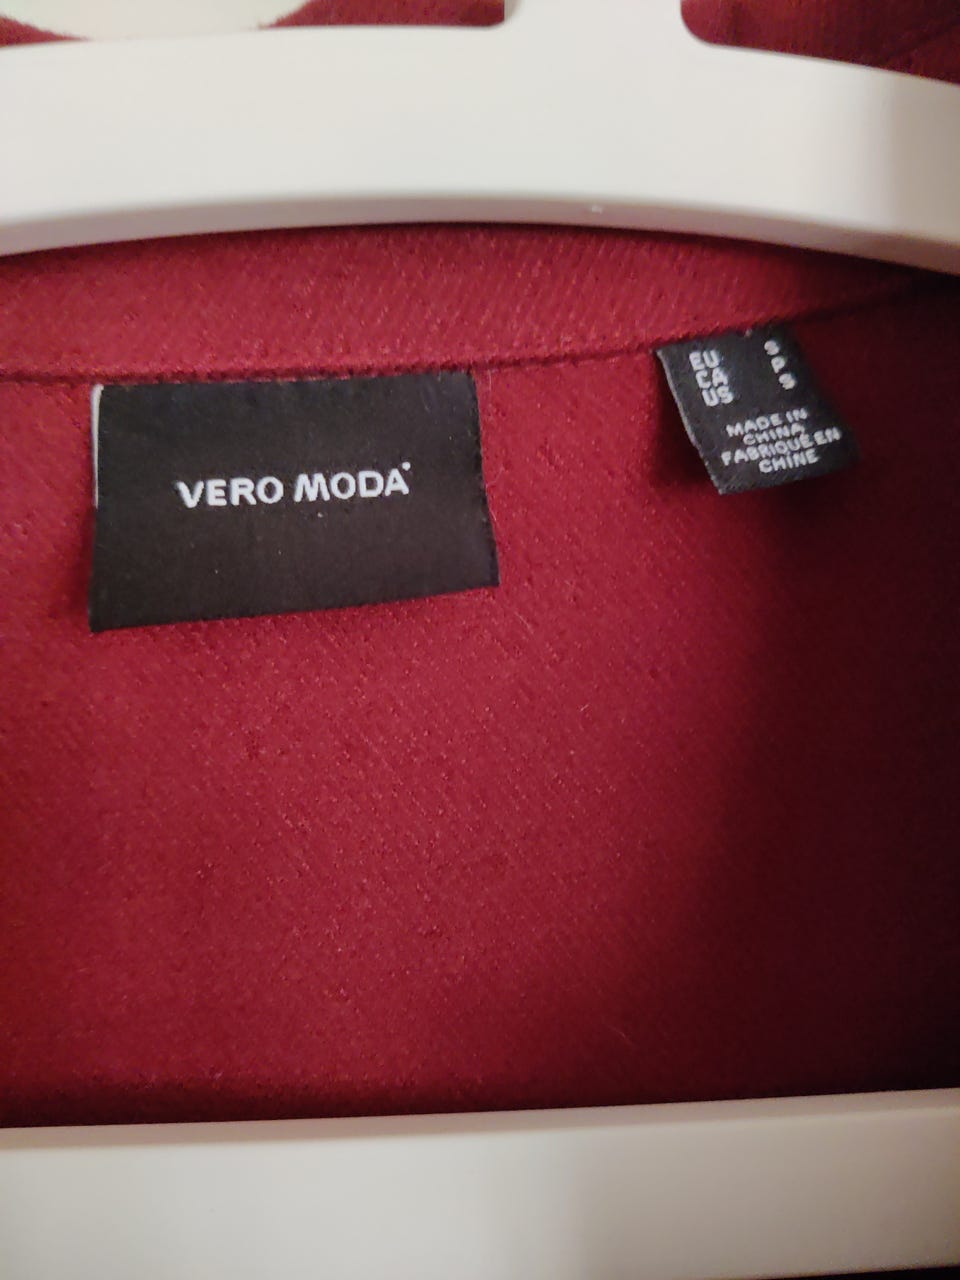 VERO MODA
EU S
CA P
US S
MADE IN
CHINA
FABRIQUÉ EN
CHINE